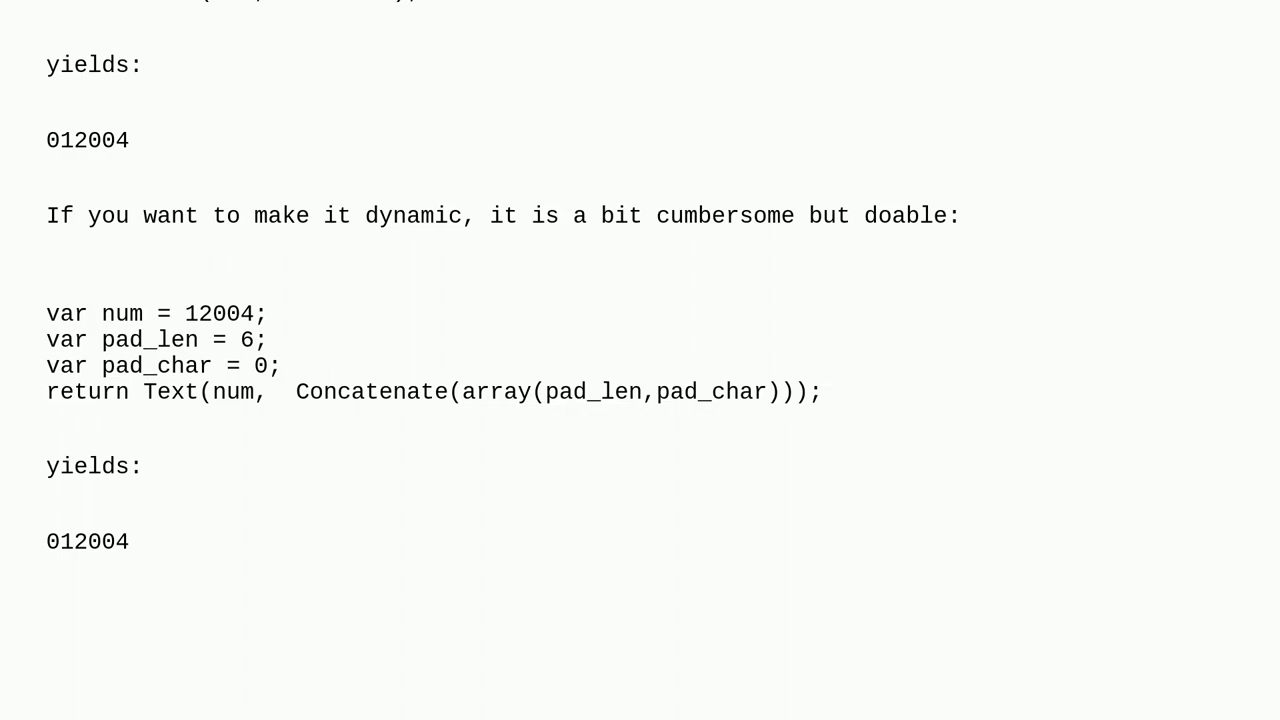 yields:
012004
If you want to make it dynamic, it is a bit cumbersome but doable:
var num = 12004;
var pad_len = 6;
var pad_char = 0;
return Text(num,  Concatenate(array(pad_len,pad_char)));
yields:
012004